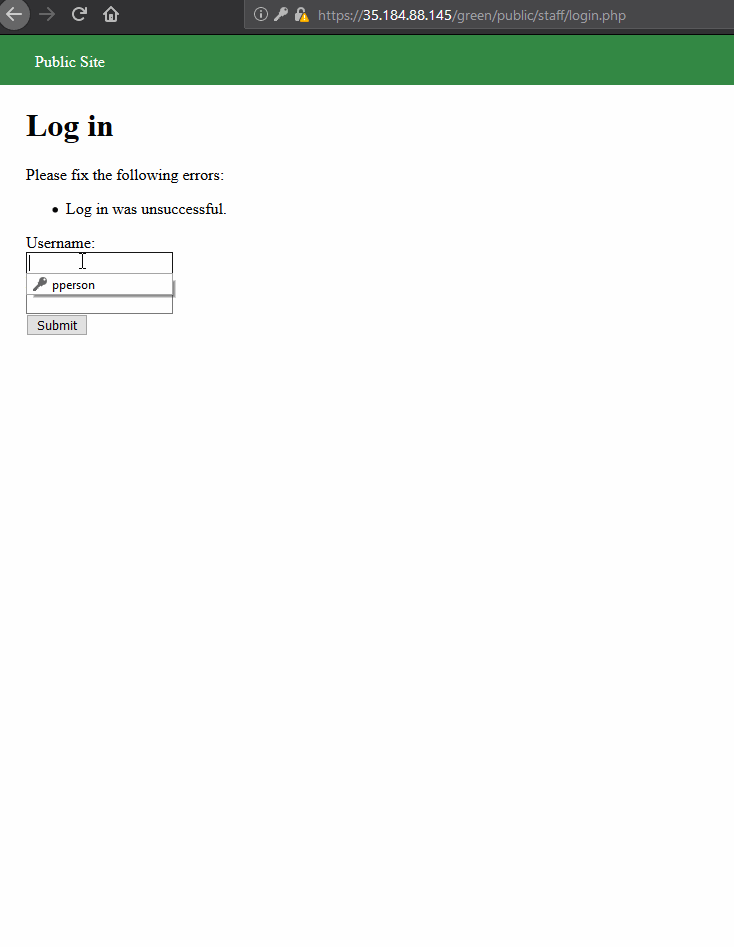 https://35.184.88.145/green/public/staff/login.php
Public Site
Log in
Please fix the following errors:
• Log in was unsuccessful.
Username:
pperson
Submit